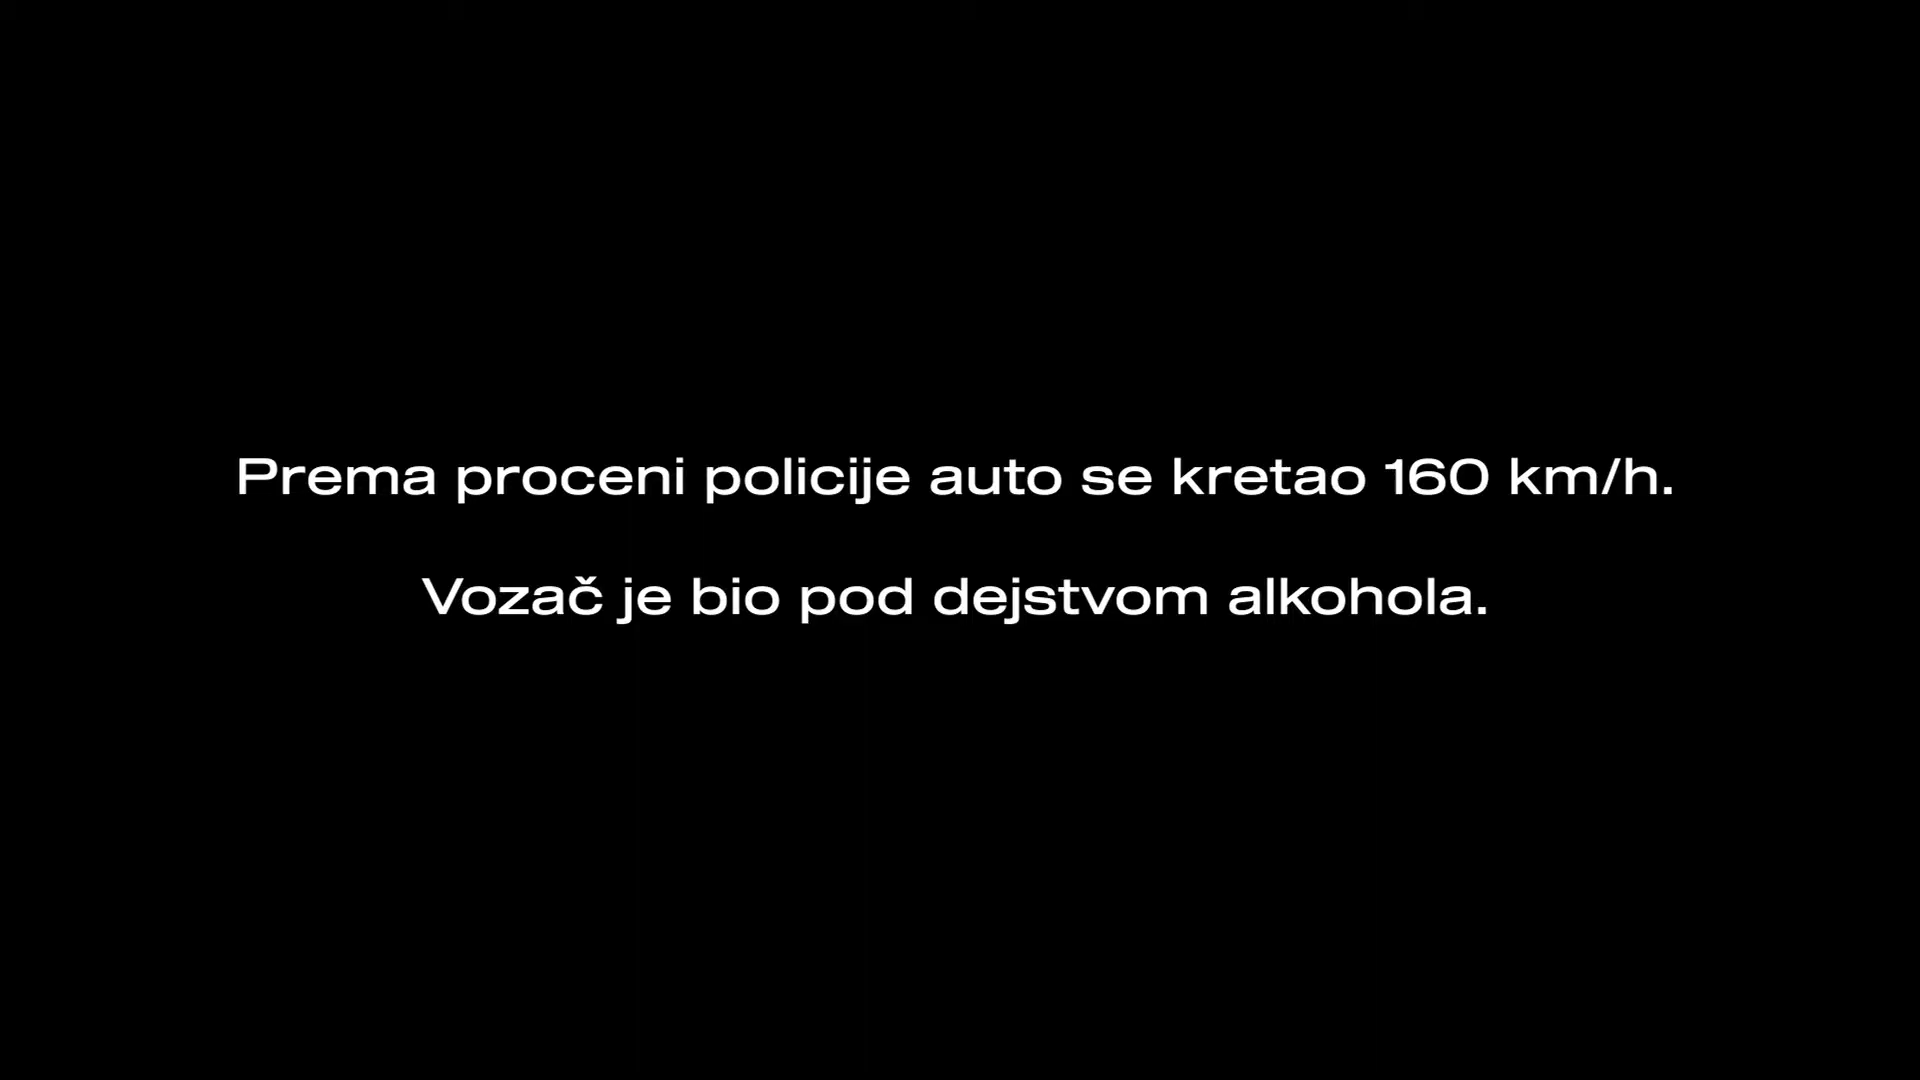 Prema proceni policije auto se kretao 160 km/h.
Vozač je bio pod dejstvom alkohola.